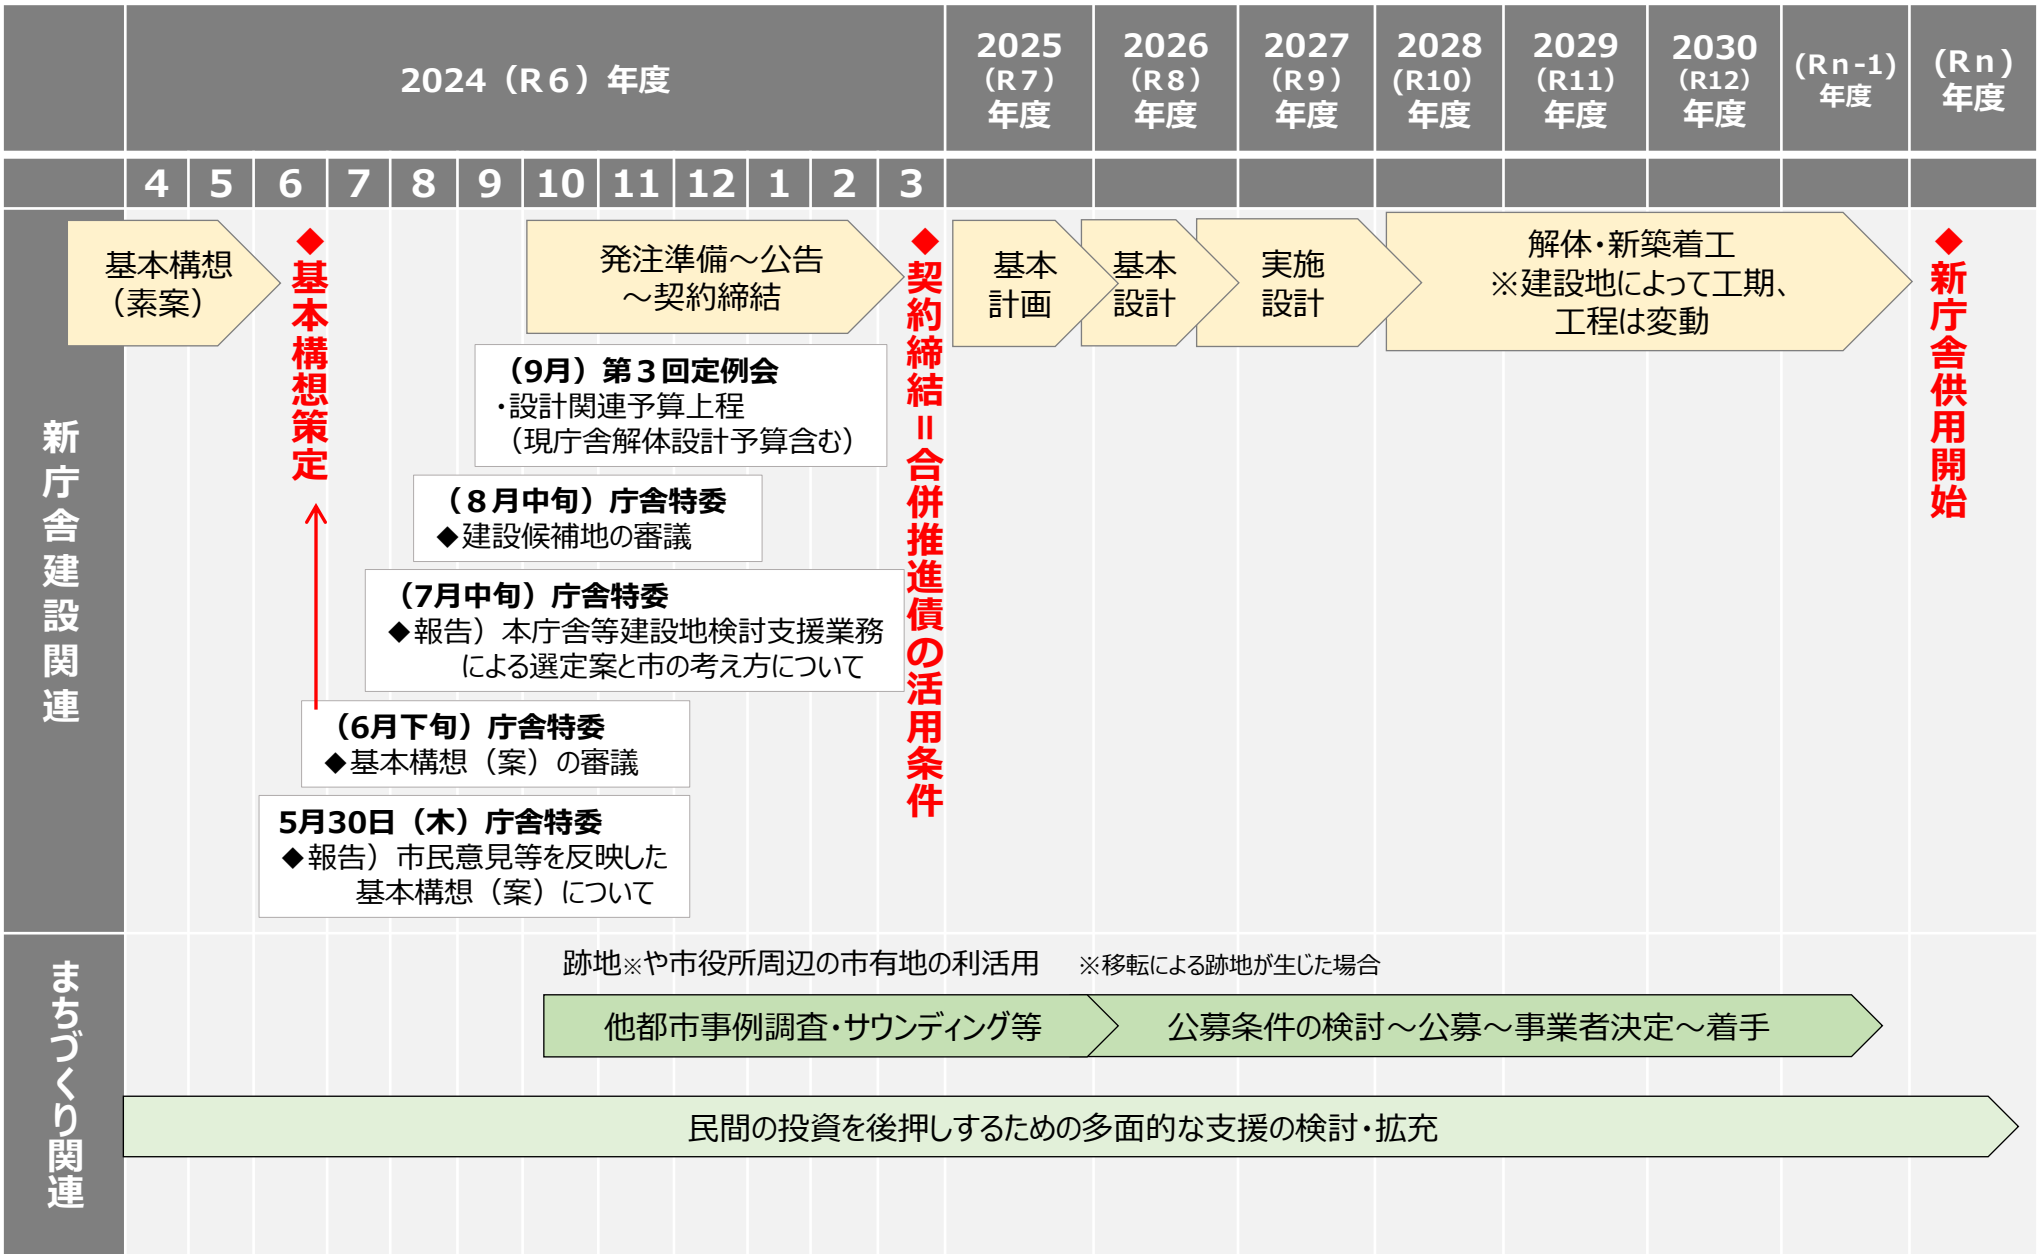 2024（R６）年度
2025
（R７）
年度
2026
（R８）
年度
2027
（R９）
年度
2028
（R10）
年度
2029
（R11）
年度
2030
（R12）
年度
（Rｎ-1）
年度
（Rｎ）
年度
4 5 6 7 8 9 10 11 12 1 2 3
新庁舎建設関連
基本構想
（素案）
◆基本構想策定
発注準備～公告
～契約締結
◆契約締結＝合併推進債の活用条件
基本
計画
基本
設計
実施
設計
解体・新築着工
※建設地によって工期、
工程は変動
◆新庁舎供用開始
（9月）第３回定例会
・設計関連予算上程
（現庁舎解体設計予算含む）
（８月中旬）庁舎特委
◆建設候補地の審議
（7月中旬）庁舎特委
◆報告）本庁舎等建設地検討支援業務
による選定案と市の考え方について
（6月下旬）庁舎特委
◆基本構想（案）の審議
5月30日（木）庁舎特委
◆報告）市民意見等を反映した
基本構想（案）について
まちづくり関連
跡地※や市役所周辺の市有地の利活用　※移転による跡地が生じた場合
他都市事例調査・サウンディング等
公募条件の検討～公募～事業者決定～着手
民間の投資を後押しするための多面的な支援の検討・拡充